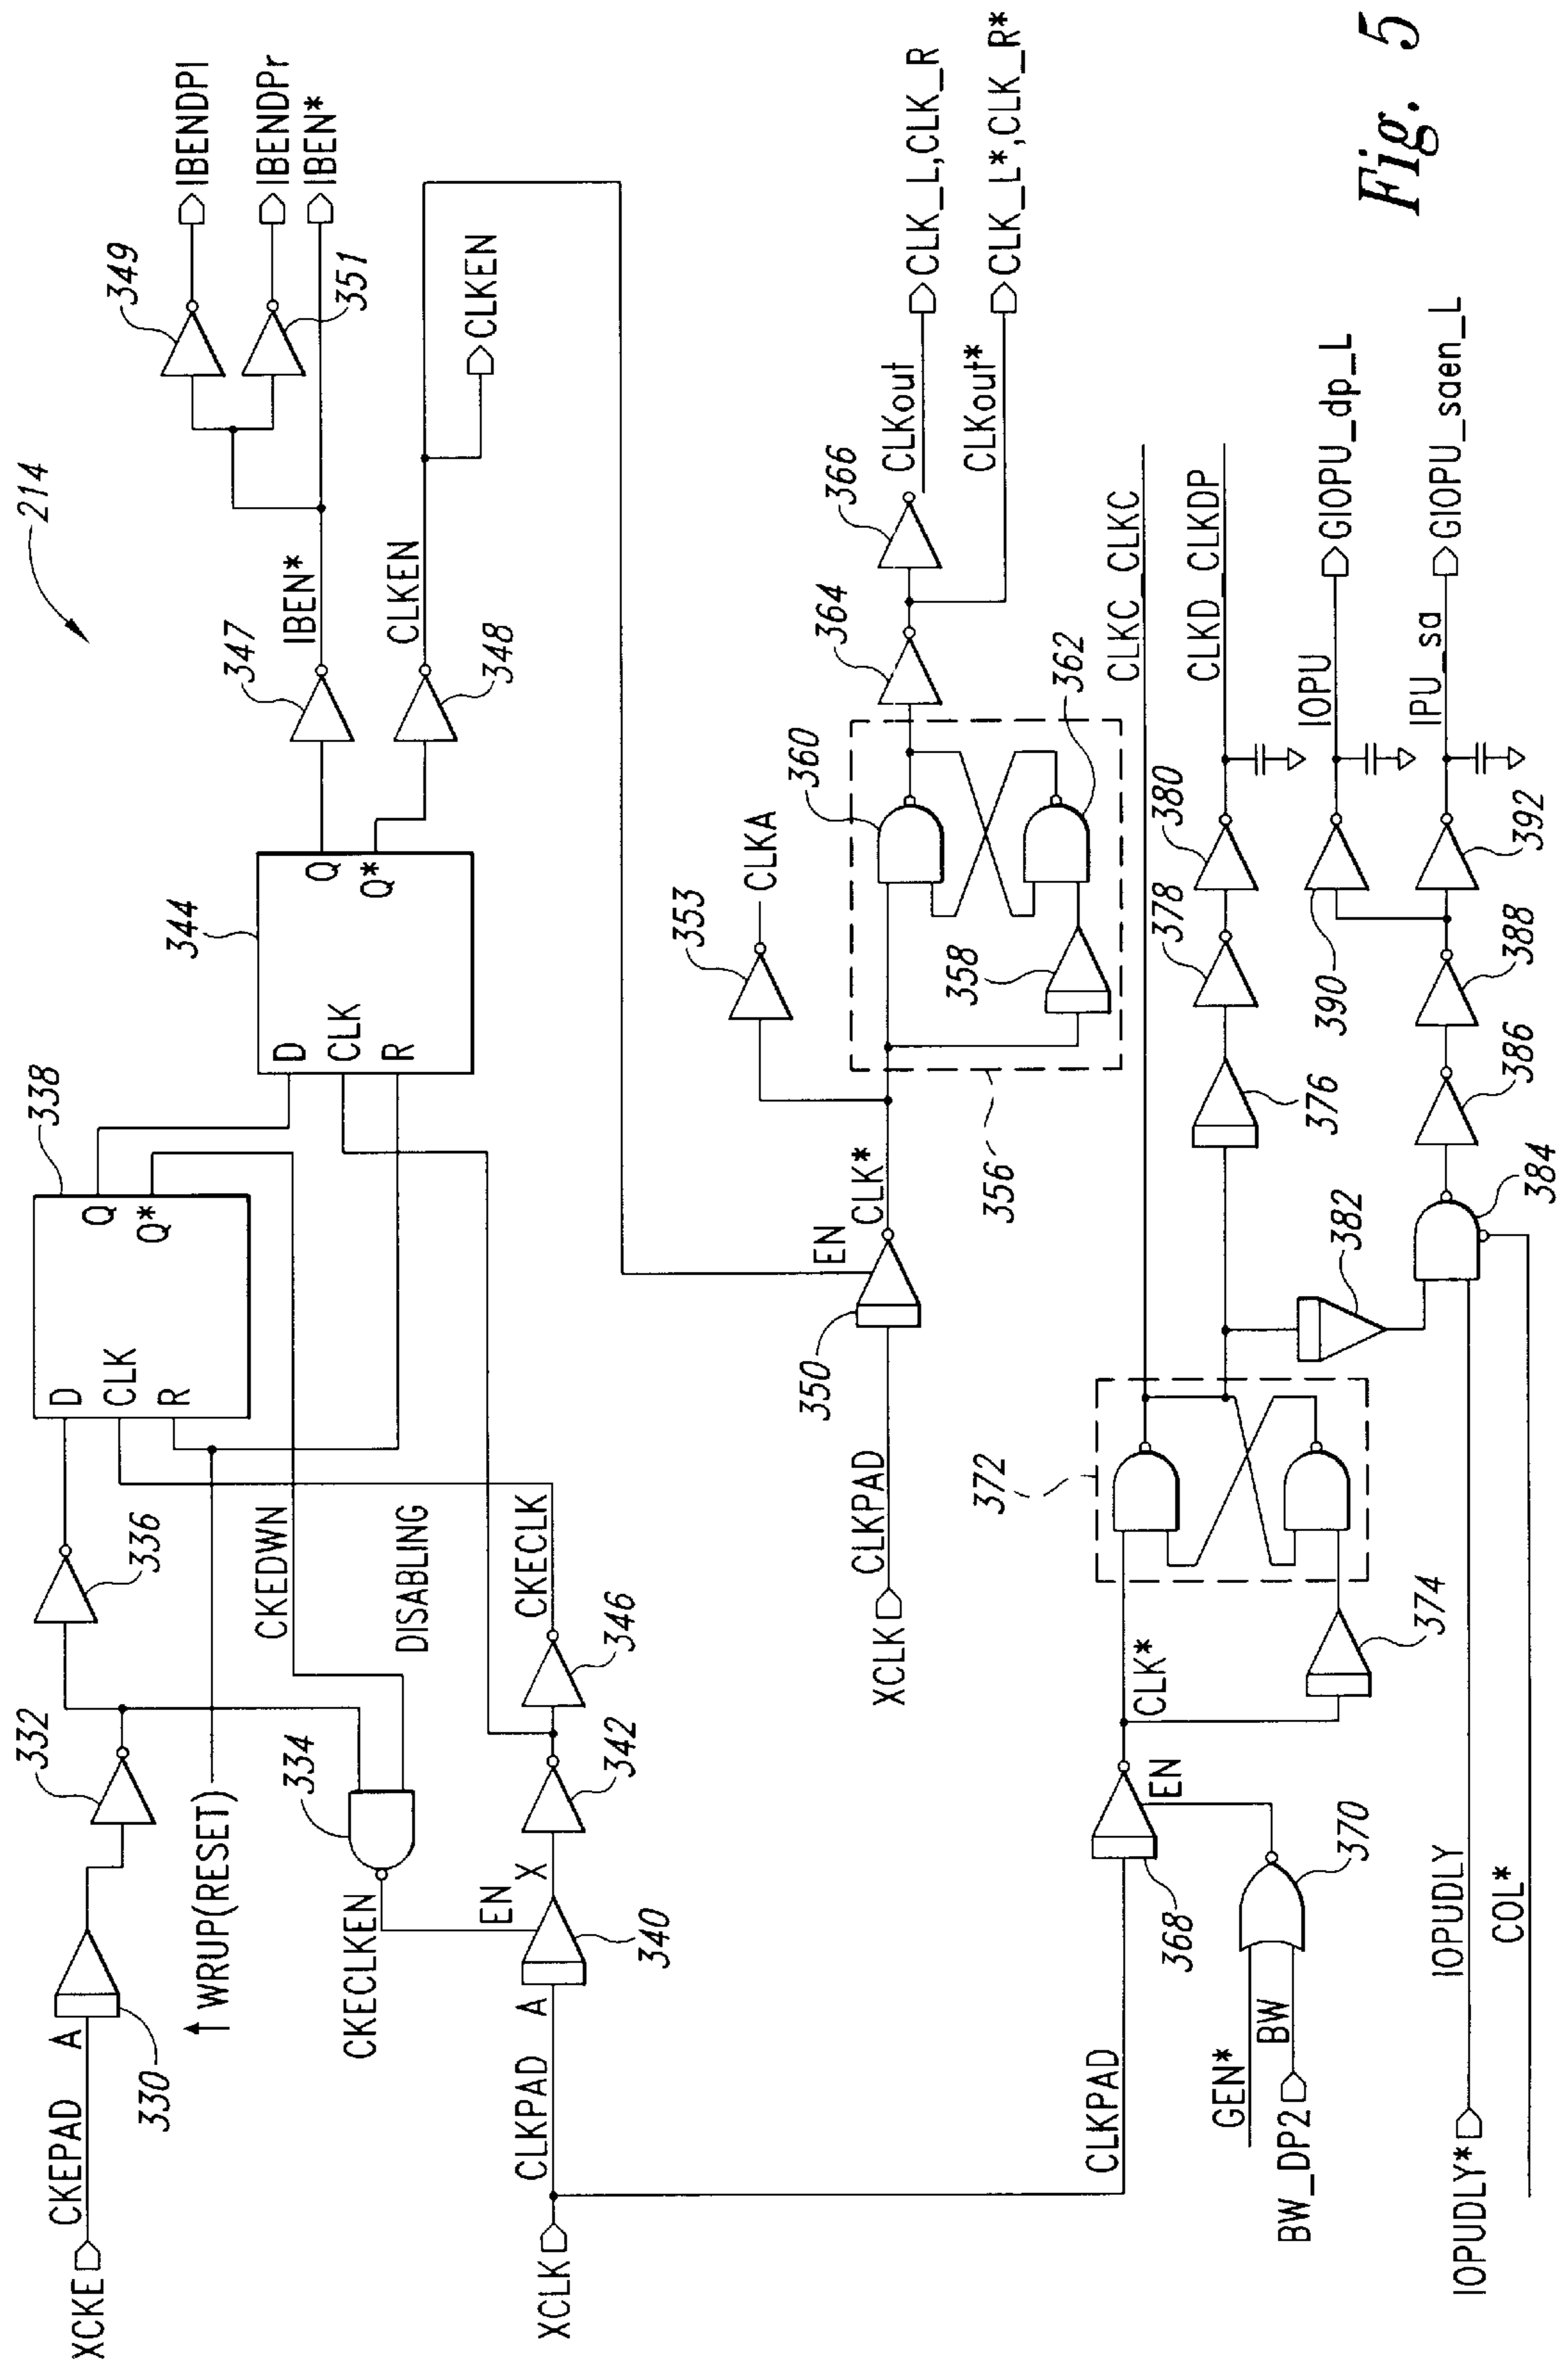 214
XCKE
CKEPAD
A
330
332
336
338
D
CLK
R
Q
Q*
WRUP(RESET)
334
CKEDWN
DISABLING
CKECLKEN
XCLK
CLKPAD
A
EN
X
340
342
346
CKECLK
344
D
CLK
R
Q
Q*
347
IBEN*
348
CLKEN
349
351
IBENDPl
IBENDPr
IBEN*
CLKEN
XCLK
CLKPAD
350
EN
CLK*
353
CLKA
356
358
360
362
364
366
CLKout
CLKout*
CLK_L,CLK_R
CLK_L*,CLK_R*
CLKPAD
368
EN
CLK*
GEN*
BW
BW_DP2
370
372
374
CLKC_CLKC
376
378
380
CLKD_CLKDP
382
IOPUDLY*
IOPUDLY
COL*
384
386
388
390
392
IOPU
GIOPU_dp_L
IPU_sa
GIOPU_saen_L
Fig. 5